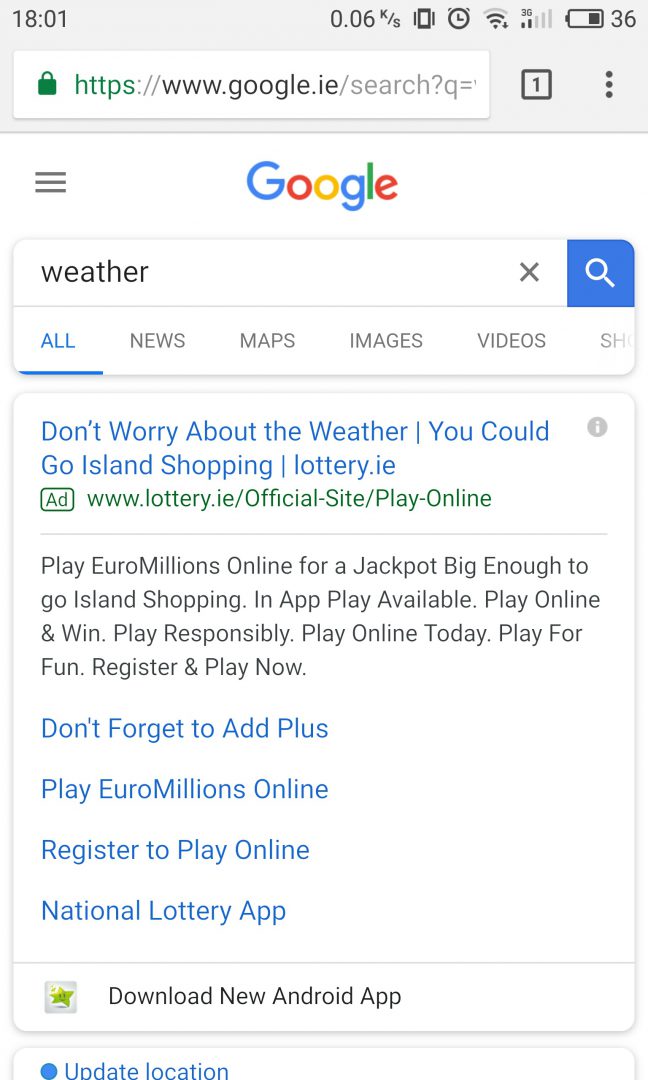 18:01 0.06 K/s 3G 36
https://www.google.ie/search?q=
1
Google
weather
ALL NEWS MAPS IMAGES VIDEOS SHO
Don’t Worry About the Weather | You Could
Go Island Shopping | lottery.ie
Ad www.lottery.ie/Official-Site/Play-Online
Play EuroMillions Online for a Jackpot Big Enough to
go Island Shopping. In App Play Available. Play Online
& Win. Play Responsibly. Play Online Today. Play For
Fun. Register & Play Now.
Don't Forget to Add Plus
Play EuroMillions Online
Register to Play Online
National Lottery App
Download New Android App
Update location